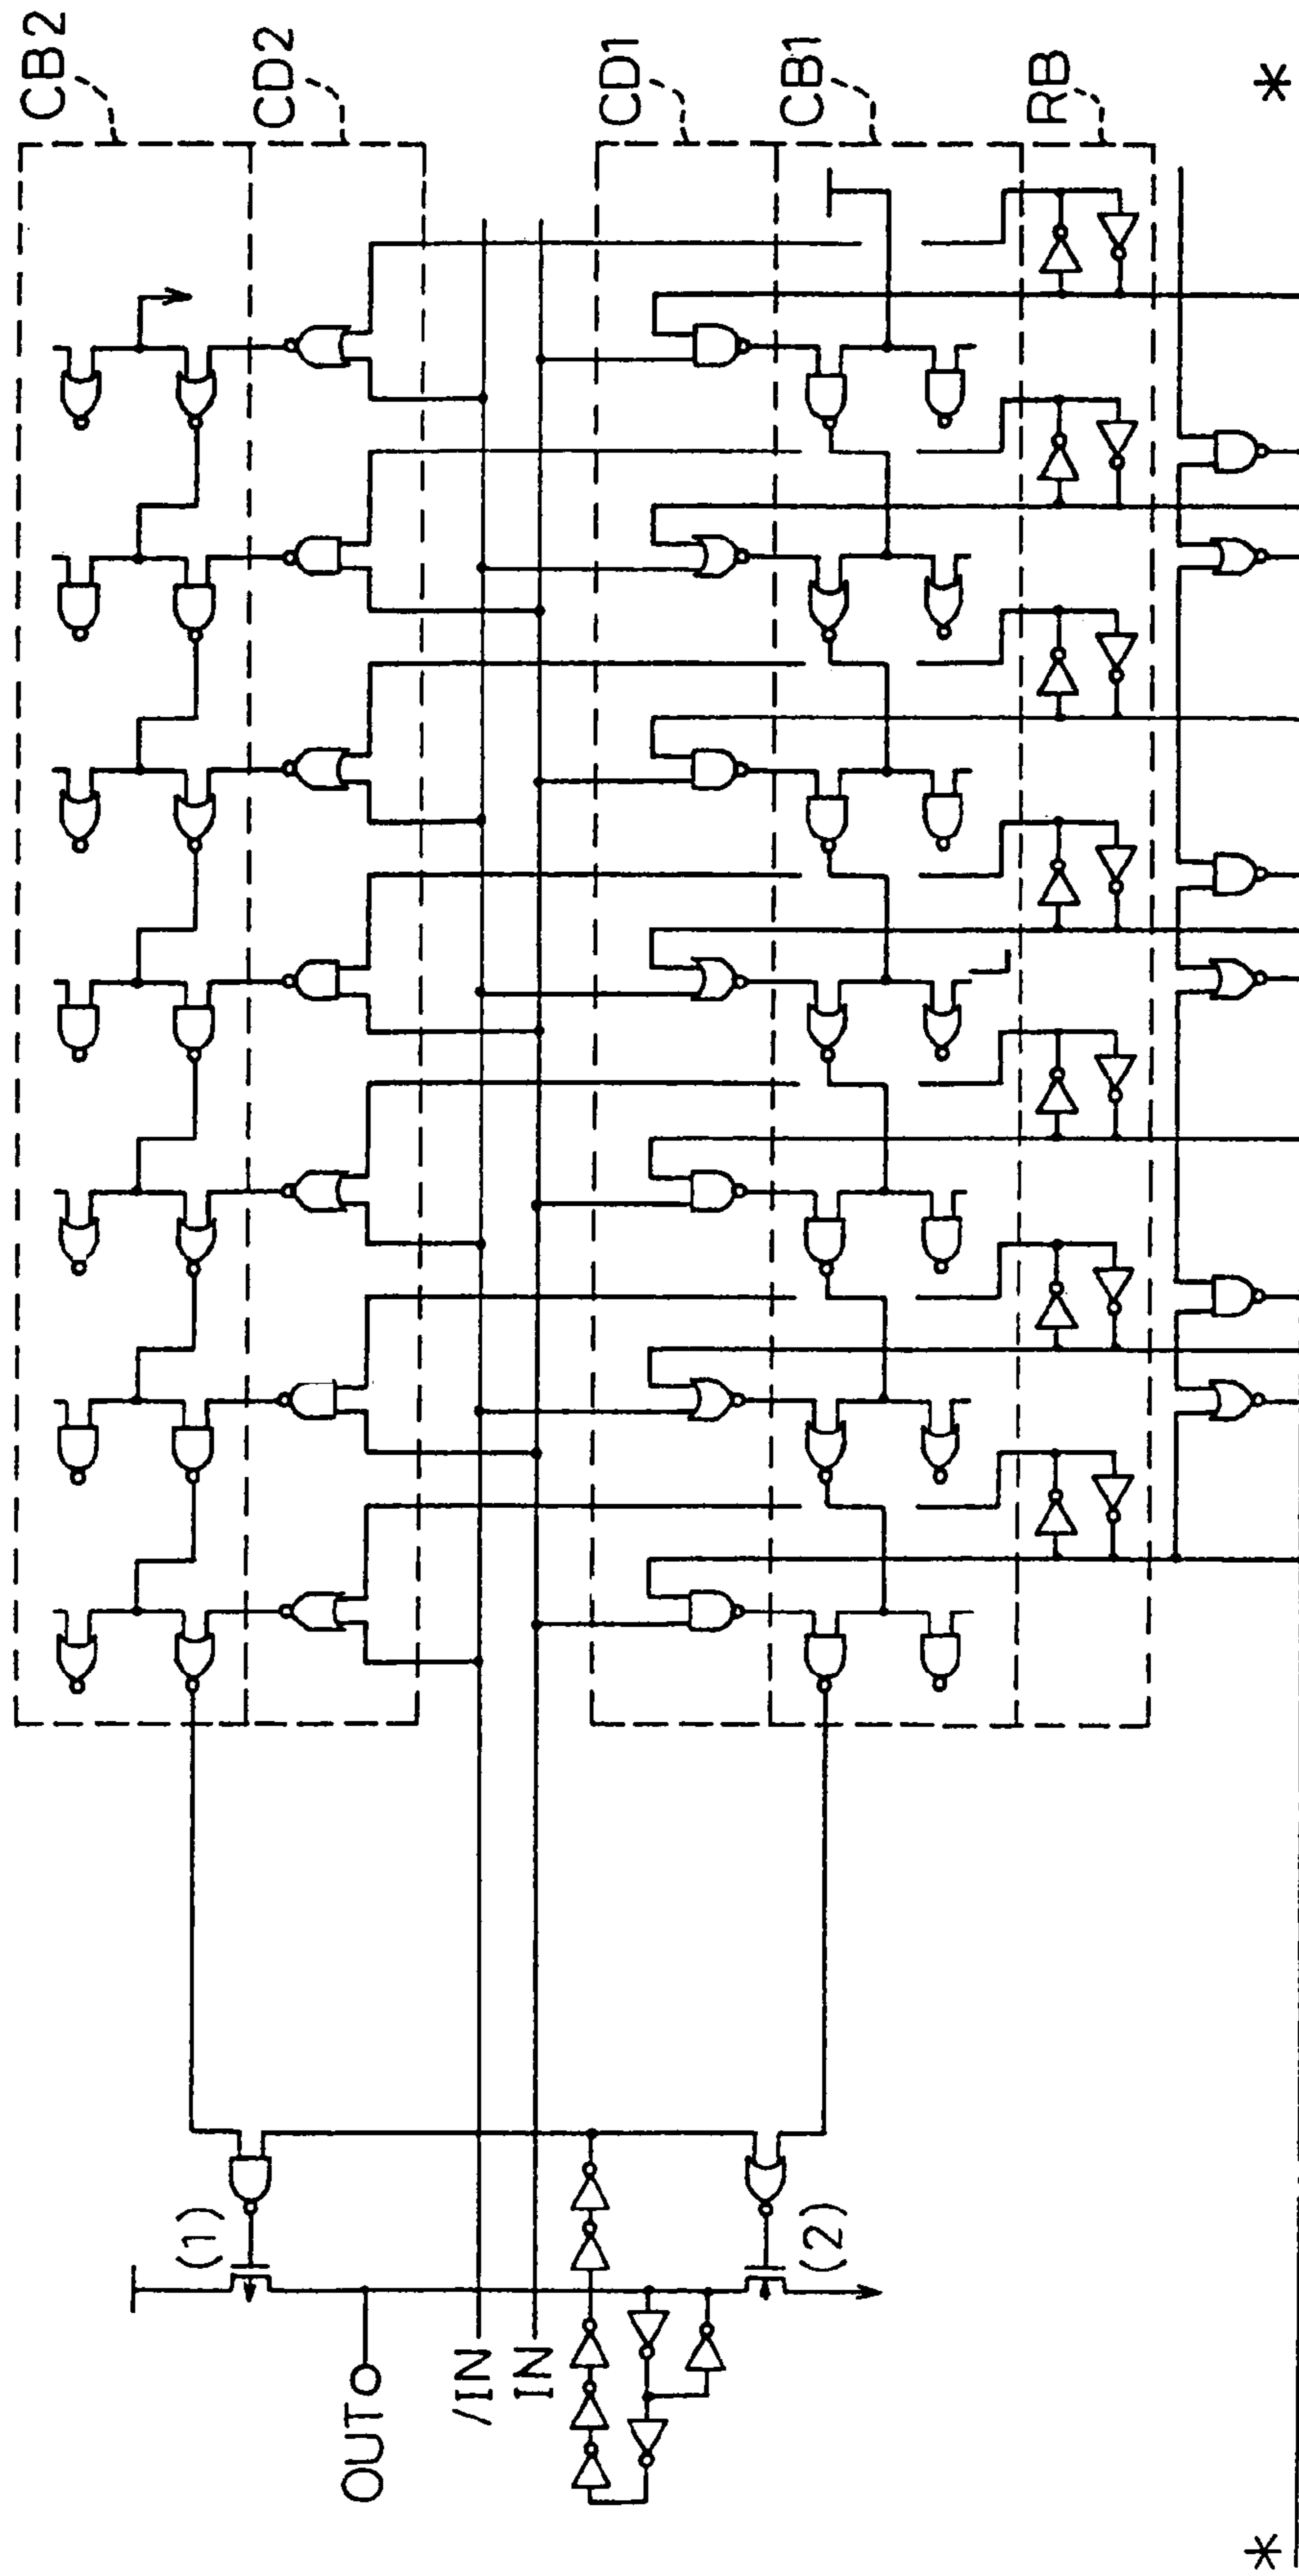 CB2
CD2
CD1
CB1
RB
*
(1)
(2)
OUT
/IN
IN
*